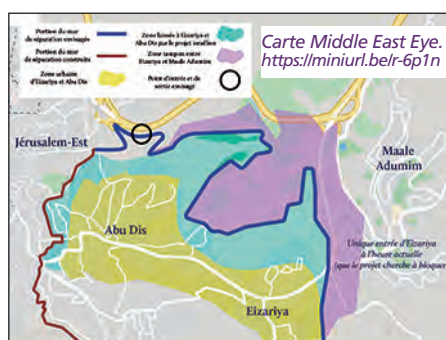 Portion du mur
de séparation envisagée
Portion du mur
de séparation construite
Zone urbaine
d'Eizariya et Abu Dis
Zone laissée à Eizariya et
Abu Dis par le projet israélien
Zone tampon entre
Eizariya et Maale Adumim
Point d'entrée et de
sortie envisagé
Carte Middle East Eye.
https://miniurl.be/r-6p1n
Jérusalem-Est
Maale
Adumim
Abu Dis
Unique entrée d'Eizariya
à l'heure actuelle
(que le projet cherche à bloquer)
Eizariya